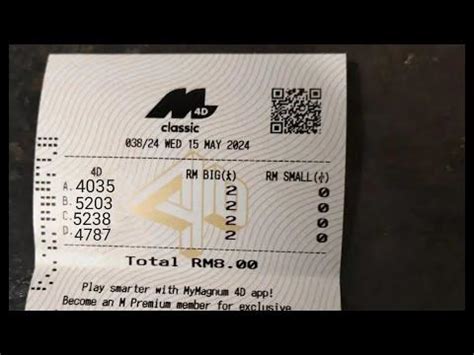 M 4D
classic
038/24 WED 15 MAY 2024
4D RM BIG(大) RM SMALL(小)
A. 4035 2 0
B. 5203 2 0
C. 5238 2 0
D. 4787 2 0
Total RM8.00
Play smarter with MyMagnum 4D app!
Become an M Premium member for exclusive